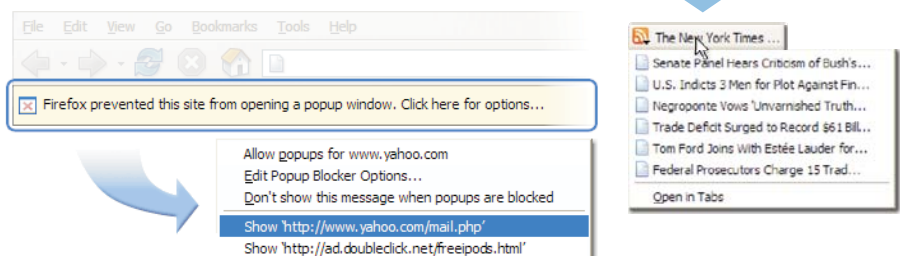 File Edit View Go Bookmarks Tools Help
Firefox prevented this site from opening a popup window. Click here for options...
Allow popups for www.yahoo.com
Edit Popup Blocker Options...
Don't show this message when popups are blocked
Show 'http://www.yahoo.com/mail.php'
Show 'http://ad.doubleclick.net/freeipods.html'
The New York Times ...
Senate Panel Hears Criticism of Bush's...
U.S. Indicts 3 Men for Plot Against Fin...
Negroponte Vows 'Unvarnished Truth...
Trade Deficit Surged to Record $61 Bill...
Tom Ford Joins With Estée Lauder for...
Federal Prosecutors Charge 15 Trad...
Open in Tabs